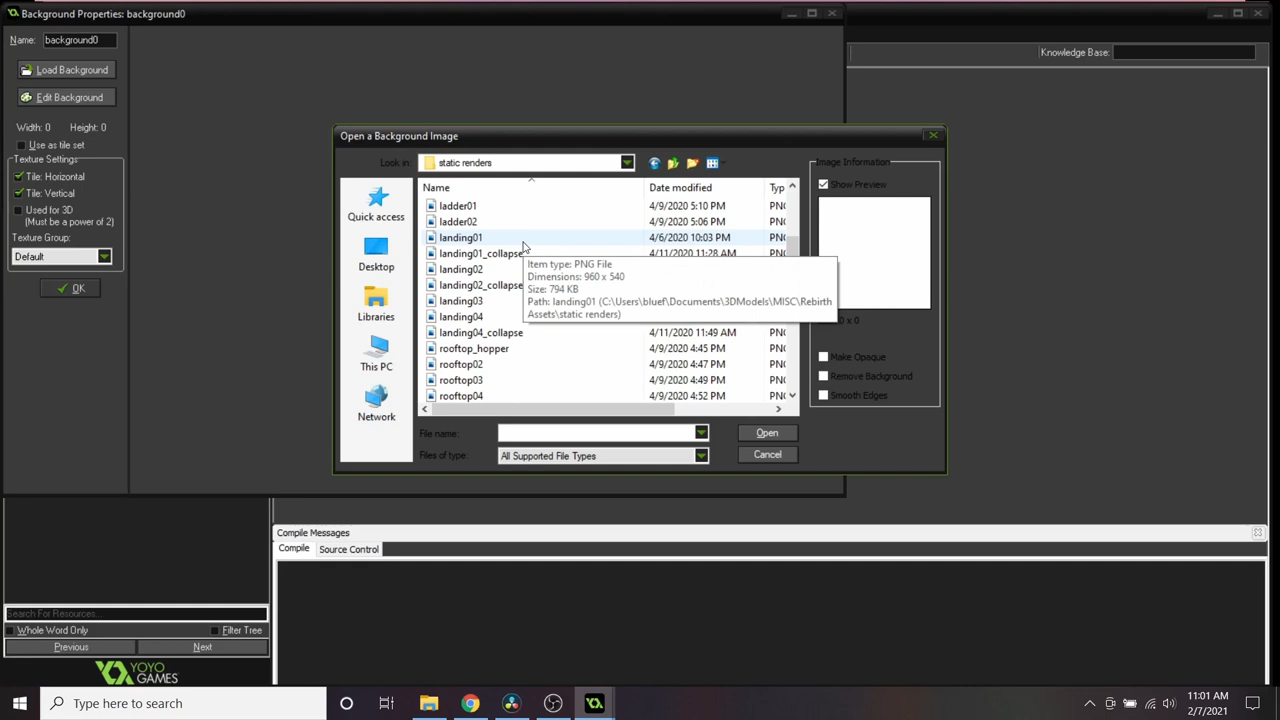 Background Properties: background0
Name: background0
Knowledge Base:
Load Background
Edit Background
Width: 0 Height: 0
Use as tile set
Texture Settings
Tile: Horizontal
Tile: Vertical
Used for 3D
(Must be a power of 2)
Texture Group:
Default
OK
Open a Background Image
Look in: static renders
Quick access
Desktop
Libraries
This PC
Network
Name Date modified Typ
ladder01 4/9/2020 5:10 PM PNG
ladder02 4/9/2020 5:06 PM PNG
landing01 4/6/2020 10:03 PM PNG
landing01_collapse 4/11/2020 11:28 AM PNG
landing02
landing02_collapse
landing03
landing04
landing04_collapse 4/11/2020 11:49 AM PNG
rooftop_hopper 4/9/2020 4:45 PM PNG
rooftop02 4/9/2020 4:47 PM PNG
rooftop03 4/9/2020 4:49 PM PNG
rooftop04 4/9/2020 4:52 PM PNG
Item type: PNG File
Dimensions: 960 x 540
Size: 794 KB
Path: landing01 (C:\Users\bluef\Documents\3DModels\MISC\Rebirth
Assets\static renders)
File name:
Open
Files of type: All Supported File Types
Cancel
Image Information
Show Preview
x 0
Make Opaque
Remove Background
Smooth Edges
Compile Messages
Compile Source Control
Search For Resources...
Whole Word Only Filter Tree
Previous Next
YOYO
GAMES
Type here to search
11:01 AM
2/7/2021